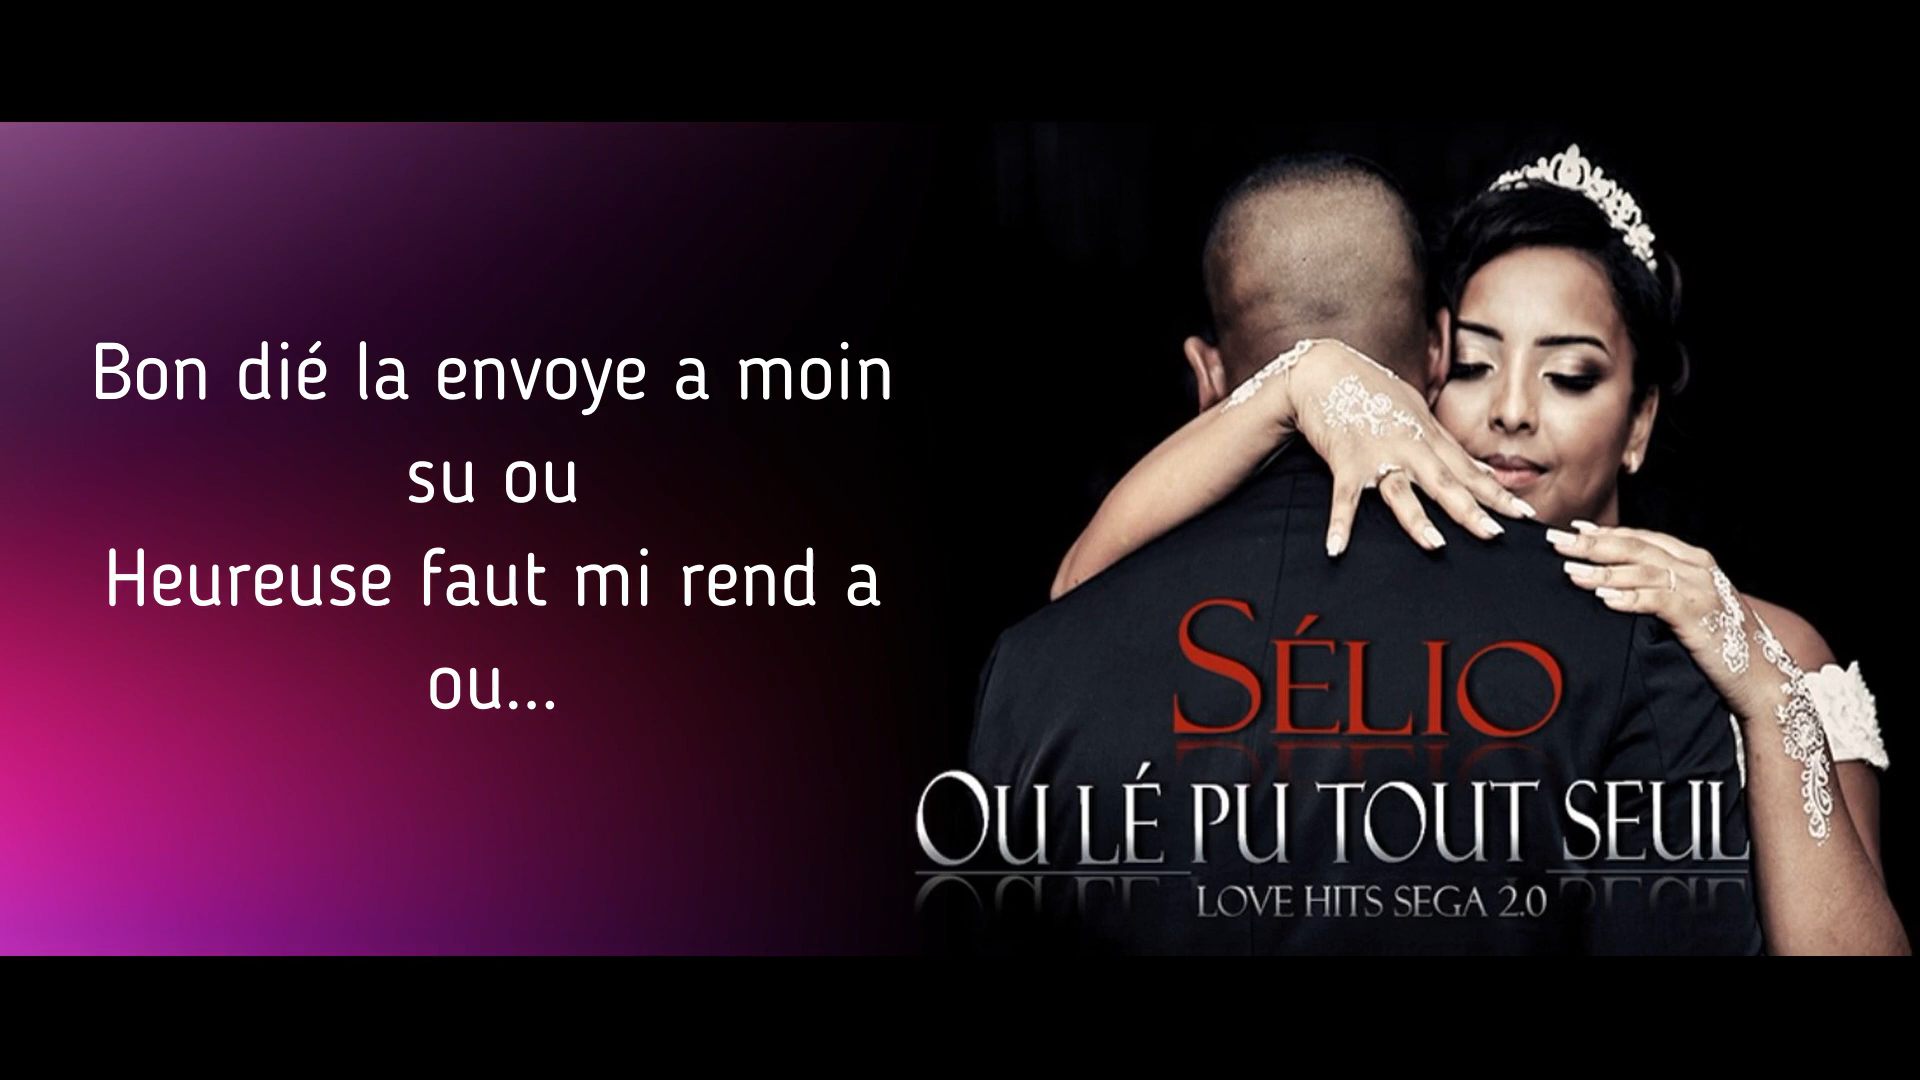 Bon dié la envoye a moin
su ou
Heureuse faut mi rend a
ou...
SÉLIO
OU LÉ PU TOUT SEUL
LOVE HITS SEGA 2.0